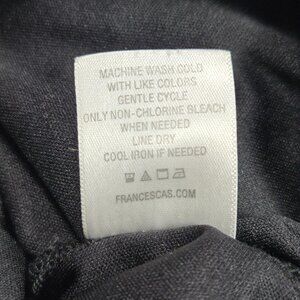 MACHINE WASH COLD
WITH LIKE COLORS
GENTLE CYCLE
ONLY NON-CHLORINE BLEACH
WHEN NEEDED
LINE DRY
COOL IRON IF NEEDED
FRANCESCAS.COM